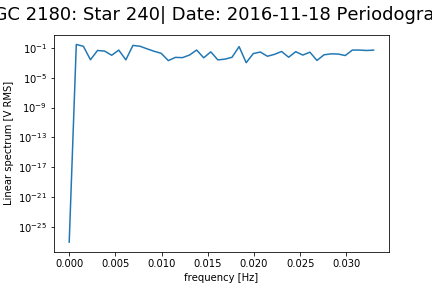 GC 2180: Star 240| Date: 2016-11-18 Periodogra
10⁻¹
10⁻⁵
10⁻⁹
10⁻¹³
10⁻¹⁷
10⁻²¹
10⁻²⁵
Linear spectrum [V RMS]
0.000 0.005 0.010 0.015 0.020 0.025 0.030
frequency [Hz]